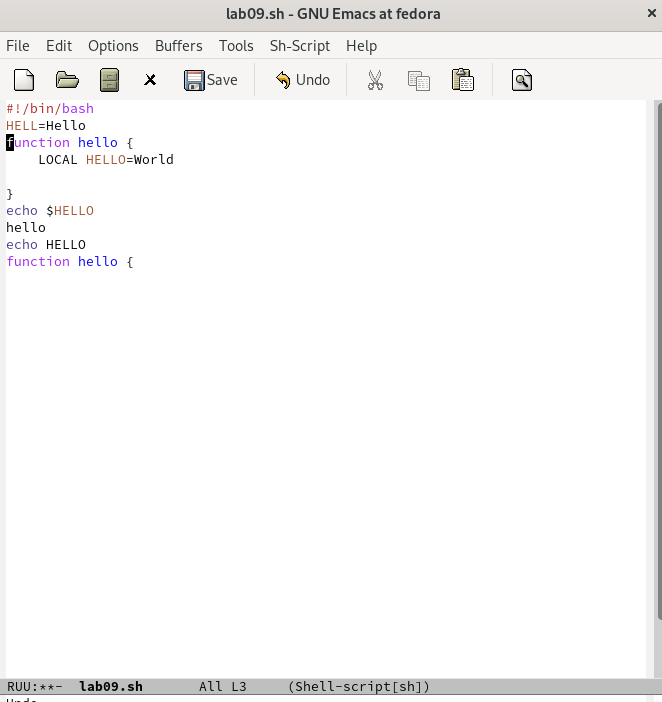 lab09.sh - GNU Emacs at fedora
File Edit Options Buffers Tools Sh-Script Help
Save Undo
#!/bin/bash
HELL=Hello
function hello {
    LOCAL HELLO=World

}
echo $HELLO
hello
echo HELLO
function hello {
RUU:**-  lab09.sh       All L3     (Shell-script[sh])
Undo